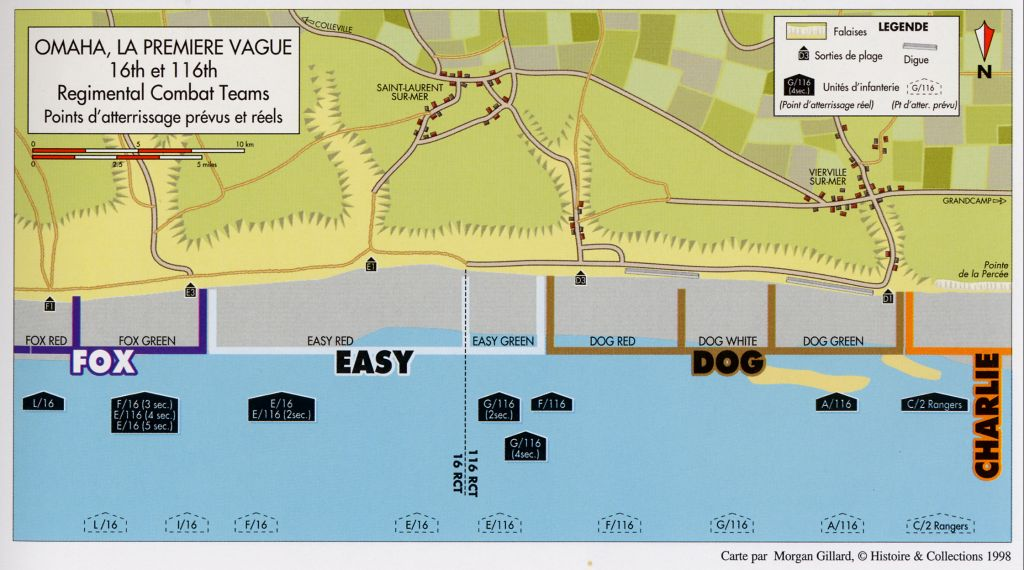 OMAHA, LA PREMIERE VAGUE
16th et 116th
Regimental Combat Teams
Points d'atterrissage prévus et réels
0 5 10 km
0 2.5 5 miles
COLLEVILLE
SAINT-LAURENT
SUR-MER
VIERVILLE
SUR-MER
GRANDCAMP
Pointe
de la Percée
LEGENDE
Falaises
D3 Sorties de plage
Digue
G/116
(4sec.)
Unités d'infanterie
G/116
(Point d'atterrissage réel)
(Pt d'atter. prévu)
N
F1
E3
E1
D3
D1
FOX RED
FOX GREEN
EASY RED
EASY GREEN
DOG RED
DOG WHITE
DOG GREEN
FOX
EASY
DOG
CHARLIE
L/16
F/16 (3 sec.)
E/116 (4 sec.)
E/16 (5 sec.)
E/16
E/116 (2sec.)
G/116
(2sec.)
F/116
G/116
(4sec.)
A/116
C/2 Rangers
116 RCT
16 RCT
L/16
I/16
F/16
E/16
E/116
F/116
G/116
A/116
C/2 Rangers
Carte par Morgan Gillard, © Histoire & Collections 1998